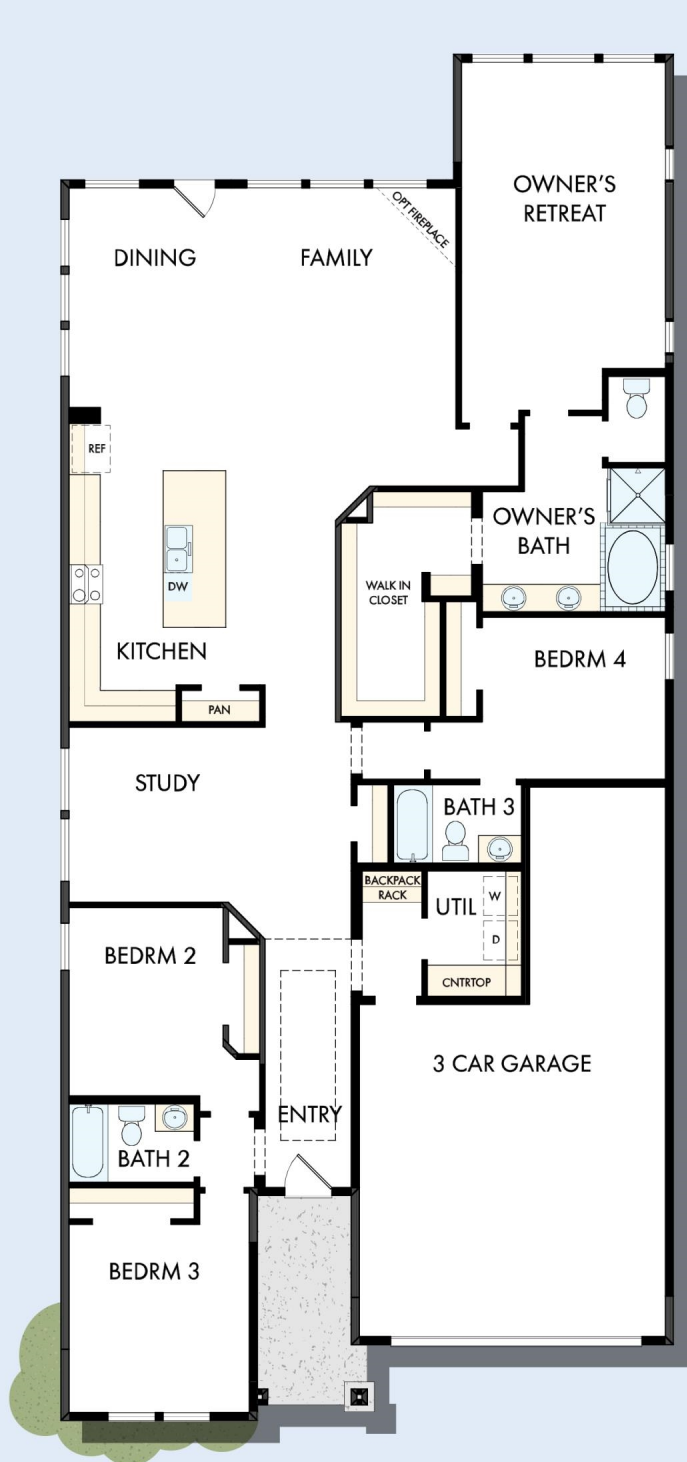 OWNER'S
RETREAT
OPT FIREPLACE
DINING
FAMILY
REF
OWNER'S
BATH
DW
WALK IN
CLOSET
KITCHEN
BEDRM 4
PAN
STUDY
BATH 3
BACKPACK
RACK
UTIL
W
D
CNTRTOP
BEDRM 2
3 CAR GARAGE
ENTRY
BATH 2
BEDRM 3